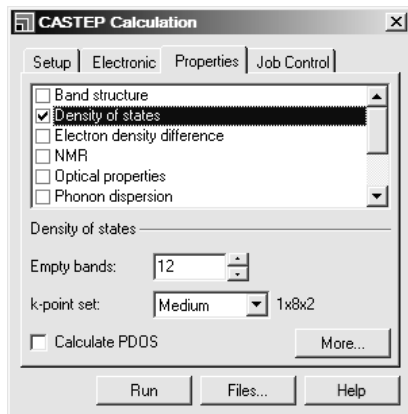 CASTEP Calculation
Setup Electronic Properties Job Control
Band structure
Density of states
Electron density difference
NMR
Optical properties
Phonon dispersion
Density of states
Empty bands: 12
k-point set: Medium 1x8x2
Calculate PDOS More...
Run Files... Help